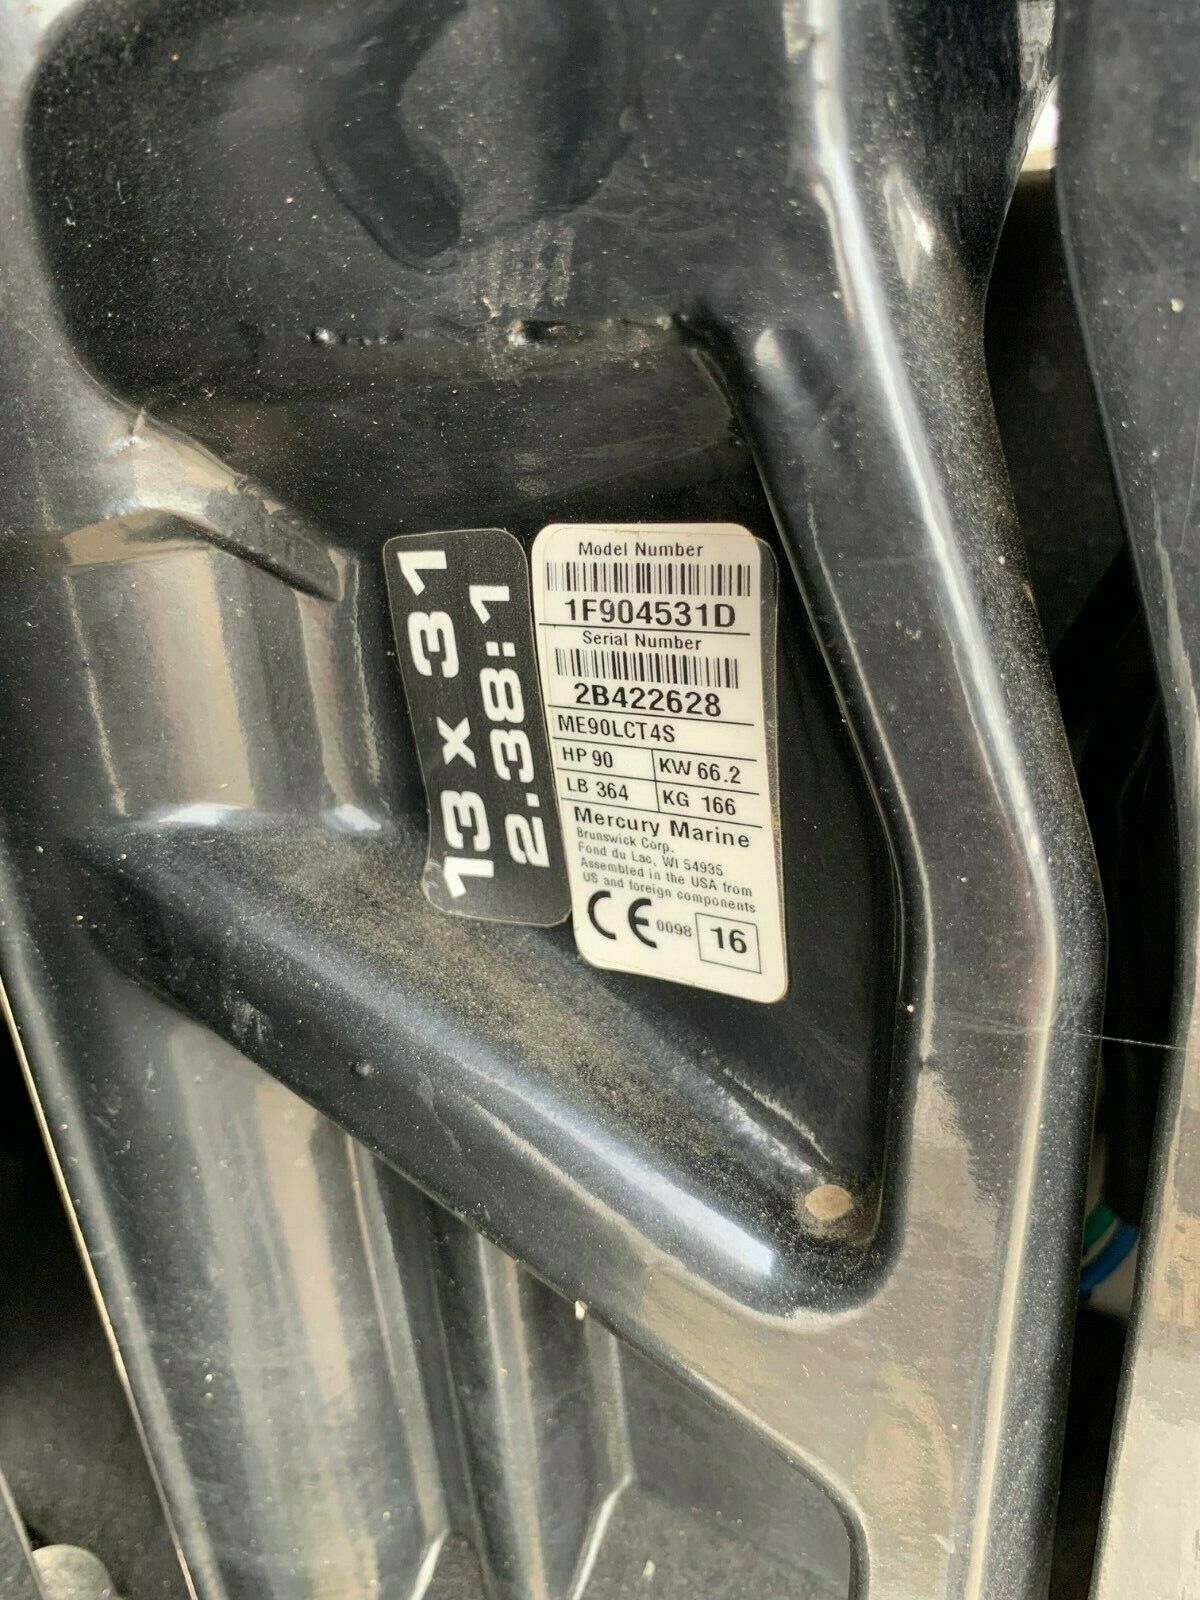 13 x 31
2.38:1
Model Number
1F904531D
Serial Number
2B422628
ME90LCT4S
HP 90 KW 66.2
LB 364 KG 166
Mercury Marine
Brunswick Corp.
Fond du Lac, WI 54935
Assembled in the USA from
US and foreign components
CE 0098 16